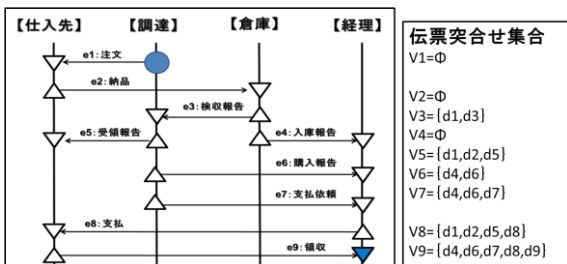 【仕入先】 【調達】 【倉庫】 【経理】
e1:注文
e2:納品
e3:検収報告
e5:受領報告
e4:入庫報告
e6:購入報告
e7:支払依頼
e8:支払
e9:領収
伝票突合せ集合
V1=Φ
V2=Φ
V3={d1,d3}
V4=Φ
V5={d1,d2,d5}
V6={d4,d6}
V7={d4,d6,d7}
V8={d1,d2,d5,d8}
V9={d4,d6,d7,d8,d9}